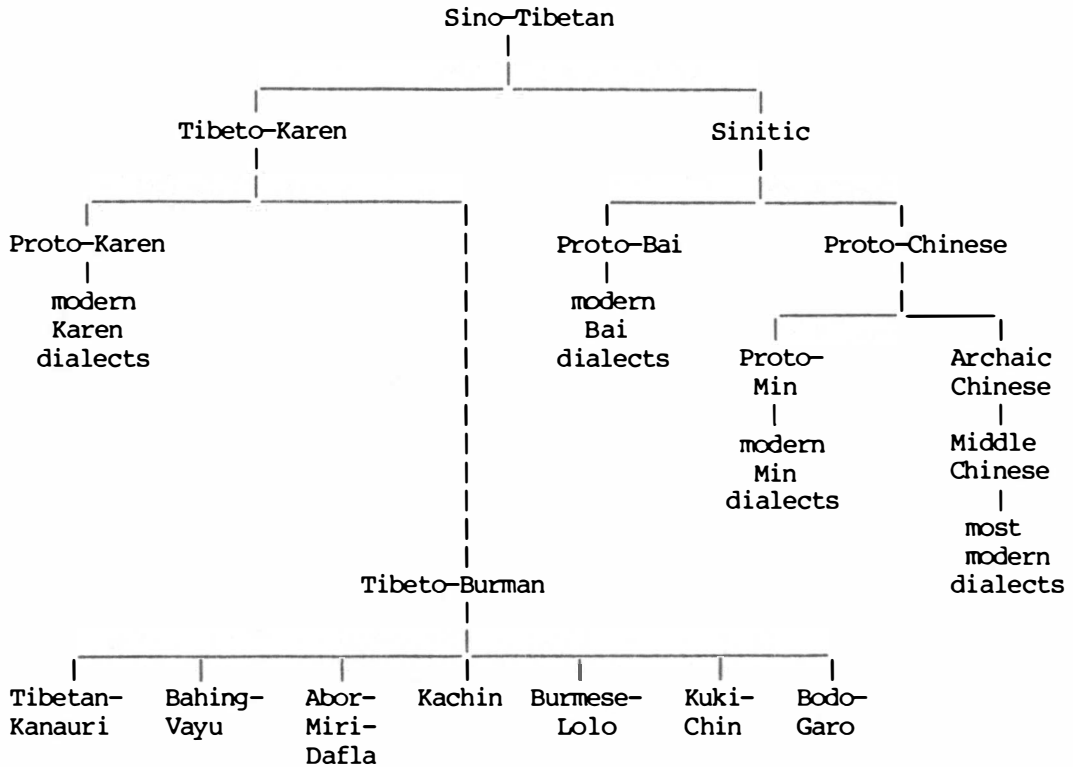 Sino-Tibetan
Tibeto-Karen Sinitic
Proto-Karen Proto-Bai Proto-Chinese
modern
Karen
dialects
modern
Bai
dialects
Proto-
Min
Archaic
Chinese
modern
Min
dialects
Middle
Chinese
most
modern
dialects
Tibeto-Burman
Tibetan-
Kanauri
Bahing-
Vayu
Abor-
Miri-
Dafla
Kachin
Burmese-
Lolo
Kuki-
Chin
Bodo-
Garo